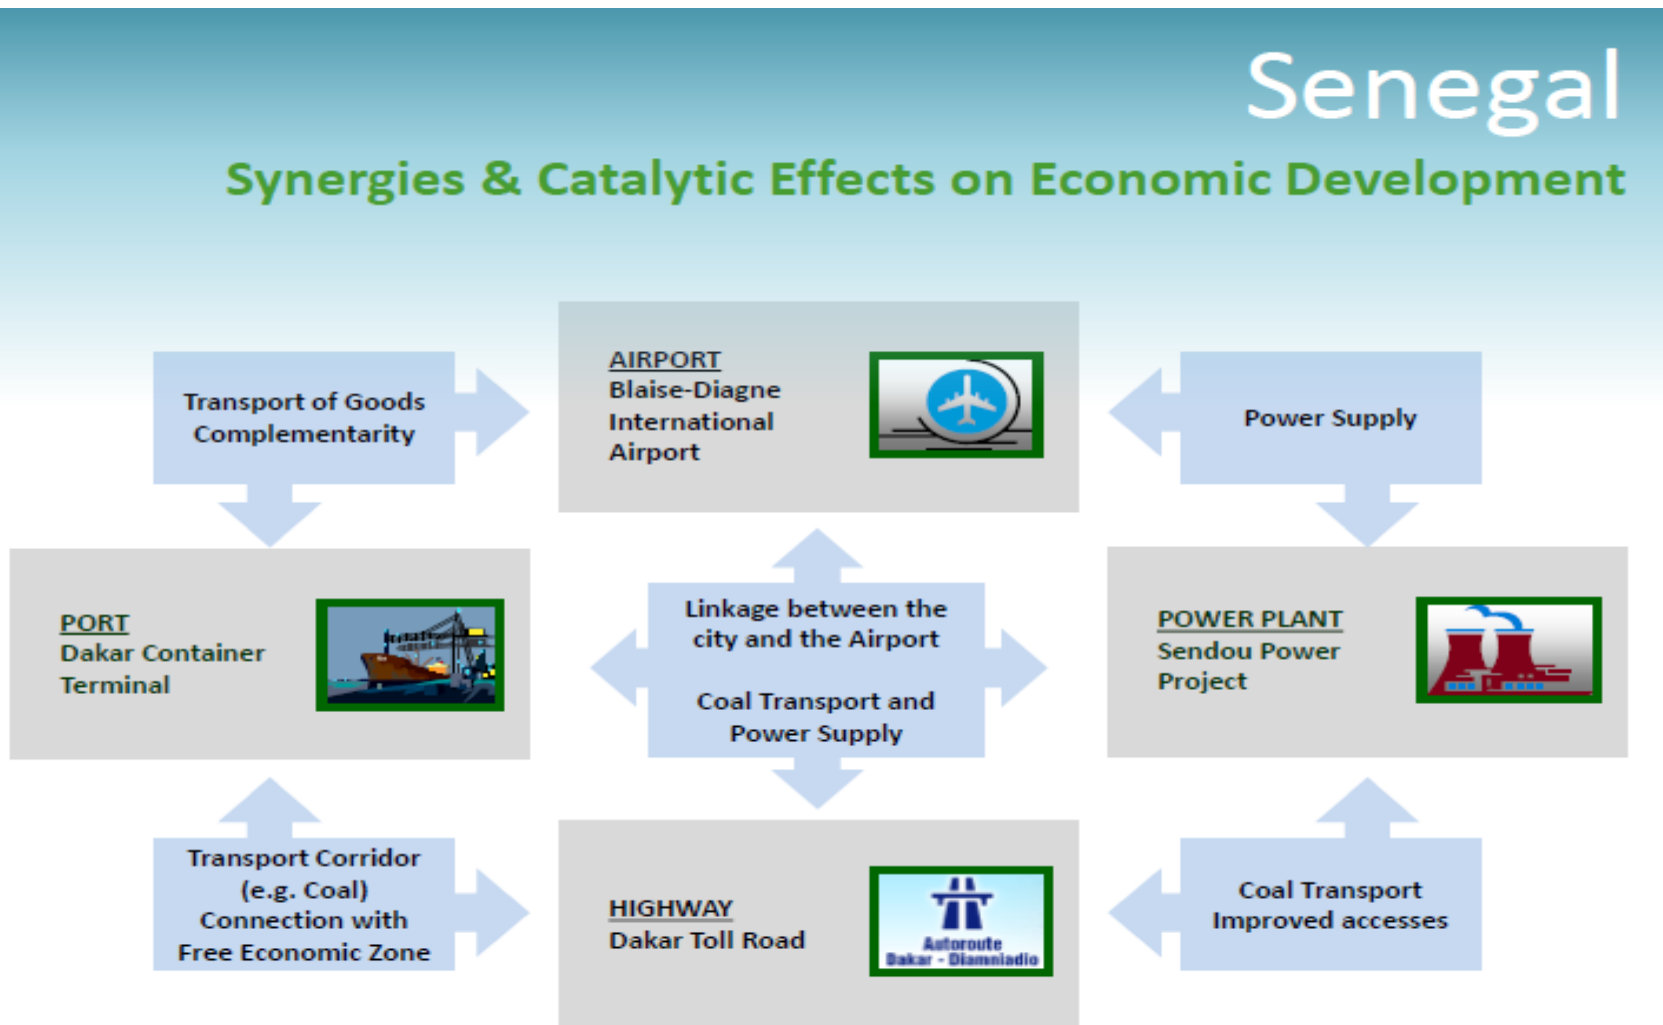 Senegal
Synergies & Catalytic Effects on Economic Development
Transport of Goods
Complementarity
AIRPORT
Blaise-Diagne
International
Airport
Power Supply
PORT
Dakar Container
Terminal
Linkage between the
city and the Airport
Coal Transport and
Power Supply
POWER PLANT
Sendou Power
Project
Transport Corridor
(e.g. Coal)
Connection with
Free Economic Zone
HIGHWAY
Dakar Toll Road
Autoroute
Dakar - Diamniadio
Coal Transport
Improved accesses